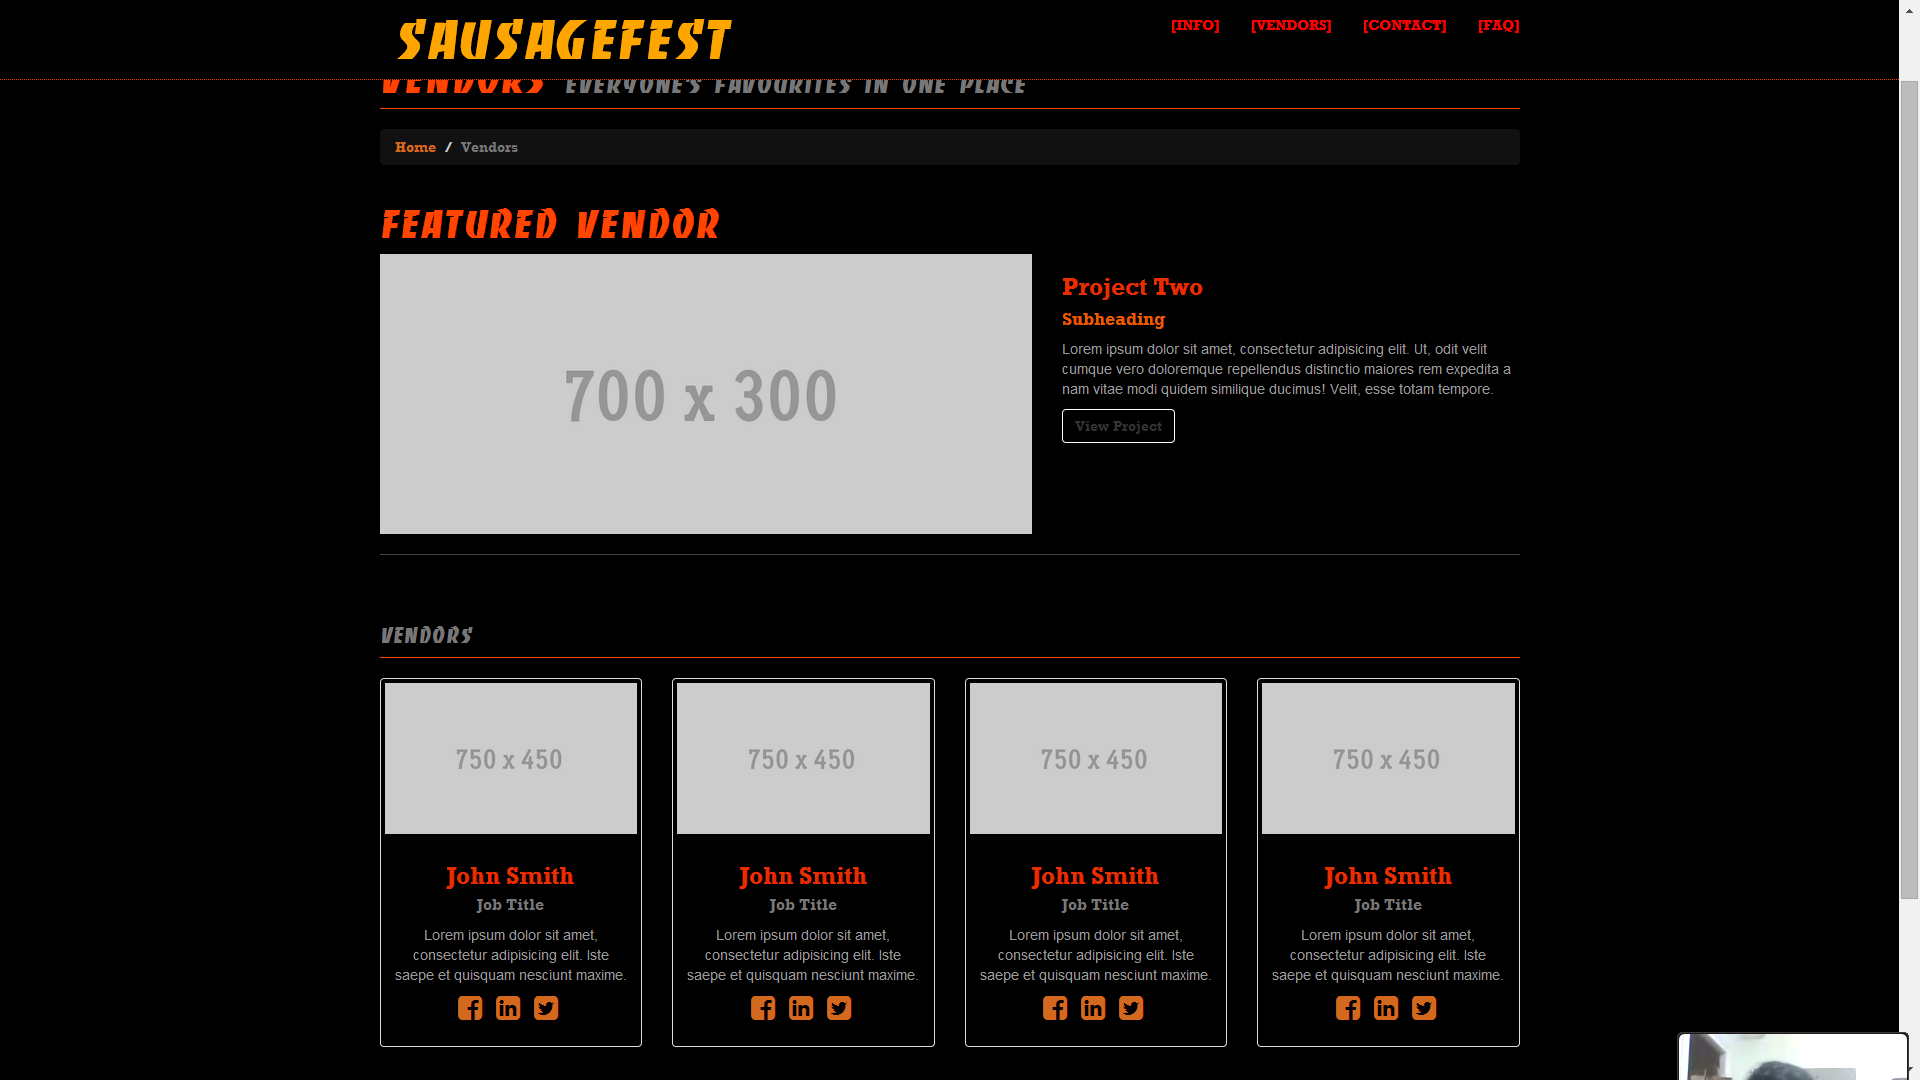 SAUSAGEFEST
[INFO] [VENDORS] [CONTACT] [FAQ]
VENDORS EVERYONE'S FAVOURITES IN ONE PLACE
Home / Vendors
FEATURED VENDOR
700 x 300
Project Two
Subheading
Lorem ipsum dolor sit amet, consectetur adipisicing elit. Ut, odit velit
cumque vero doloremque repellendus distinctio maiores rem expedita a
nam vitae modi quidem similique ducimus! Velit, esse totam tempore.
View Project
VENDORS
750 x 450
John Smith
Job Title
Lorem ipsum dolor sit amet,
consectetur adipisicing elit. Iste
saepe et quisquam nesciunt maxime.
750 x 450
John Smith
Job Title
Lorem ipsum dolor sit amet,
consectetur adipisicing elit. Iste
saepe et quisquam nesciunt maxime.
750 x 450
John Smith
Job Title
Lorem ipsum dolor sit amet,
consectetur adipisicing elit. Iste
saepe et quisquam nesciunt maxime.
750 x 450
John Smith
Job Title
Lorem ipsum dolor sit amet,
consectetur adipisicing elit. Iste
saepe et quisquam nesciunt maxime.